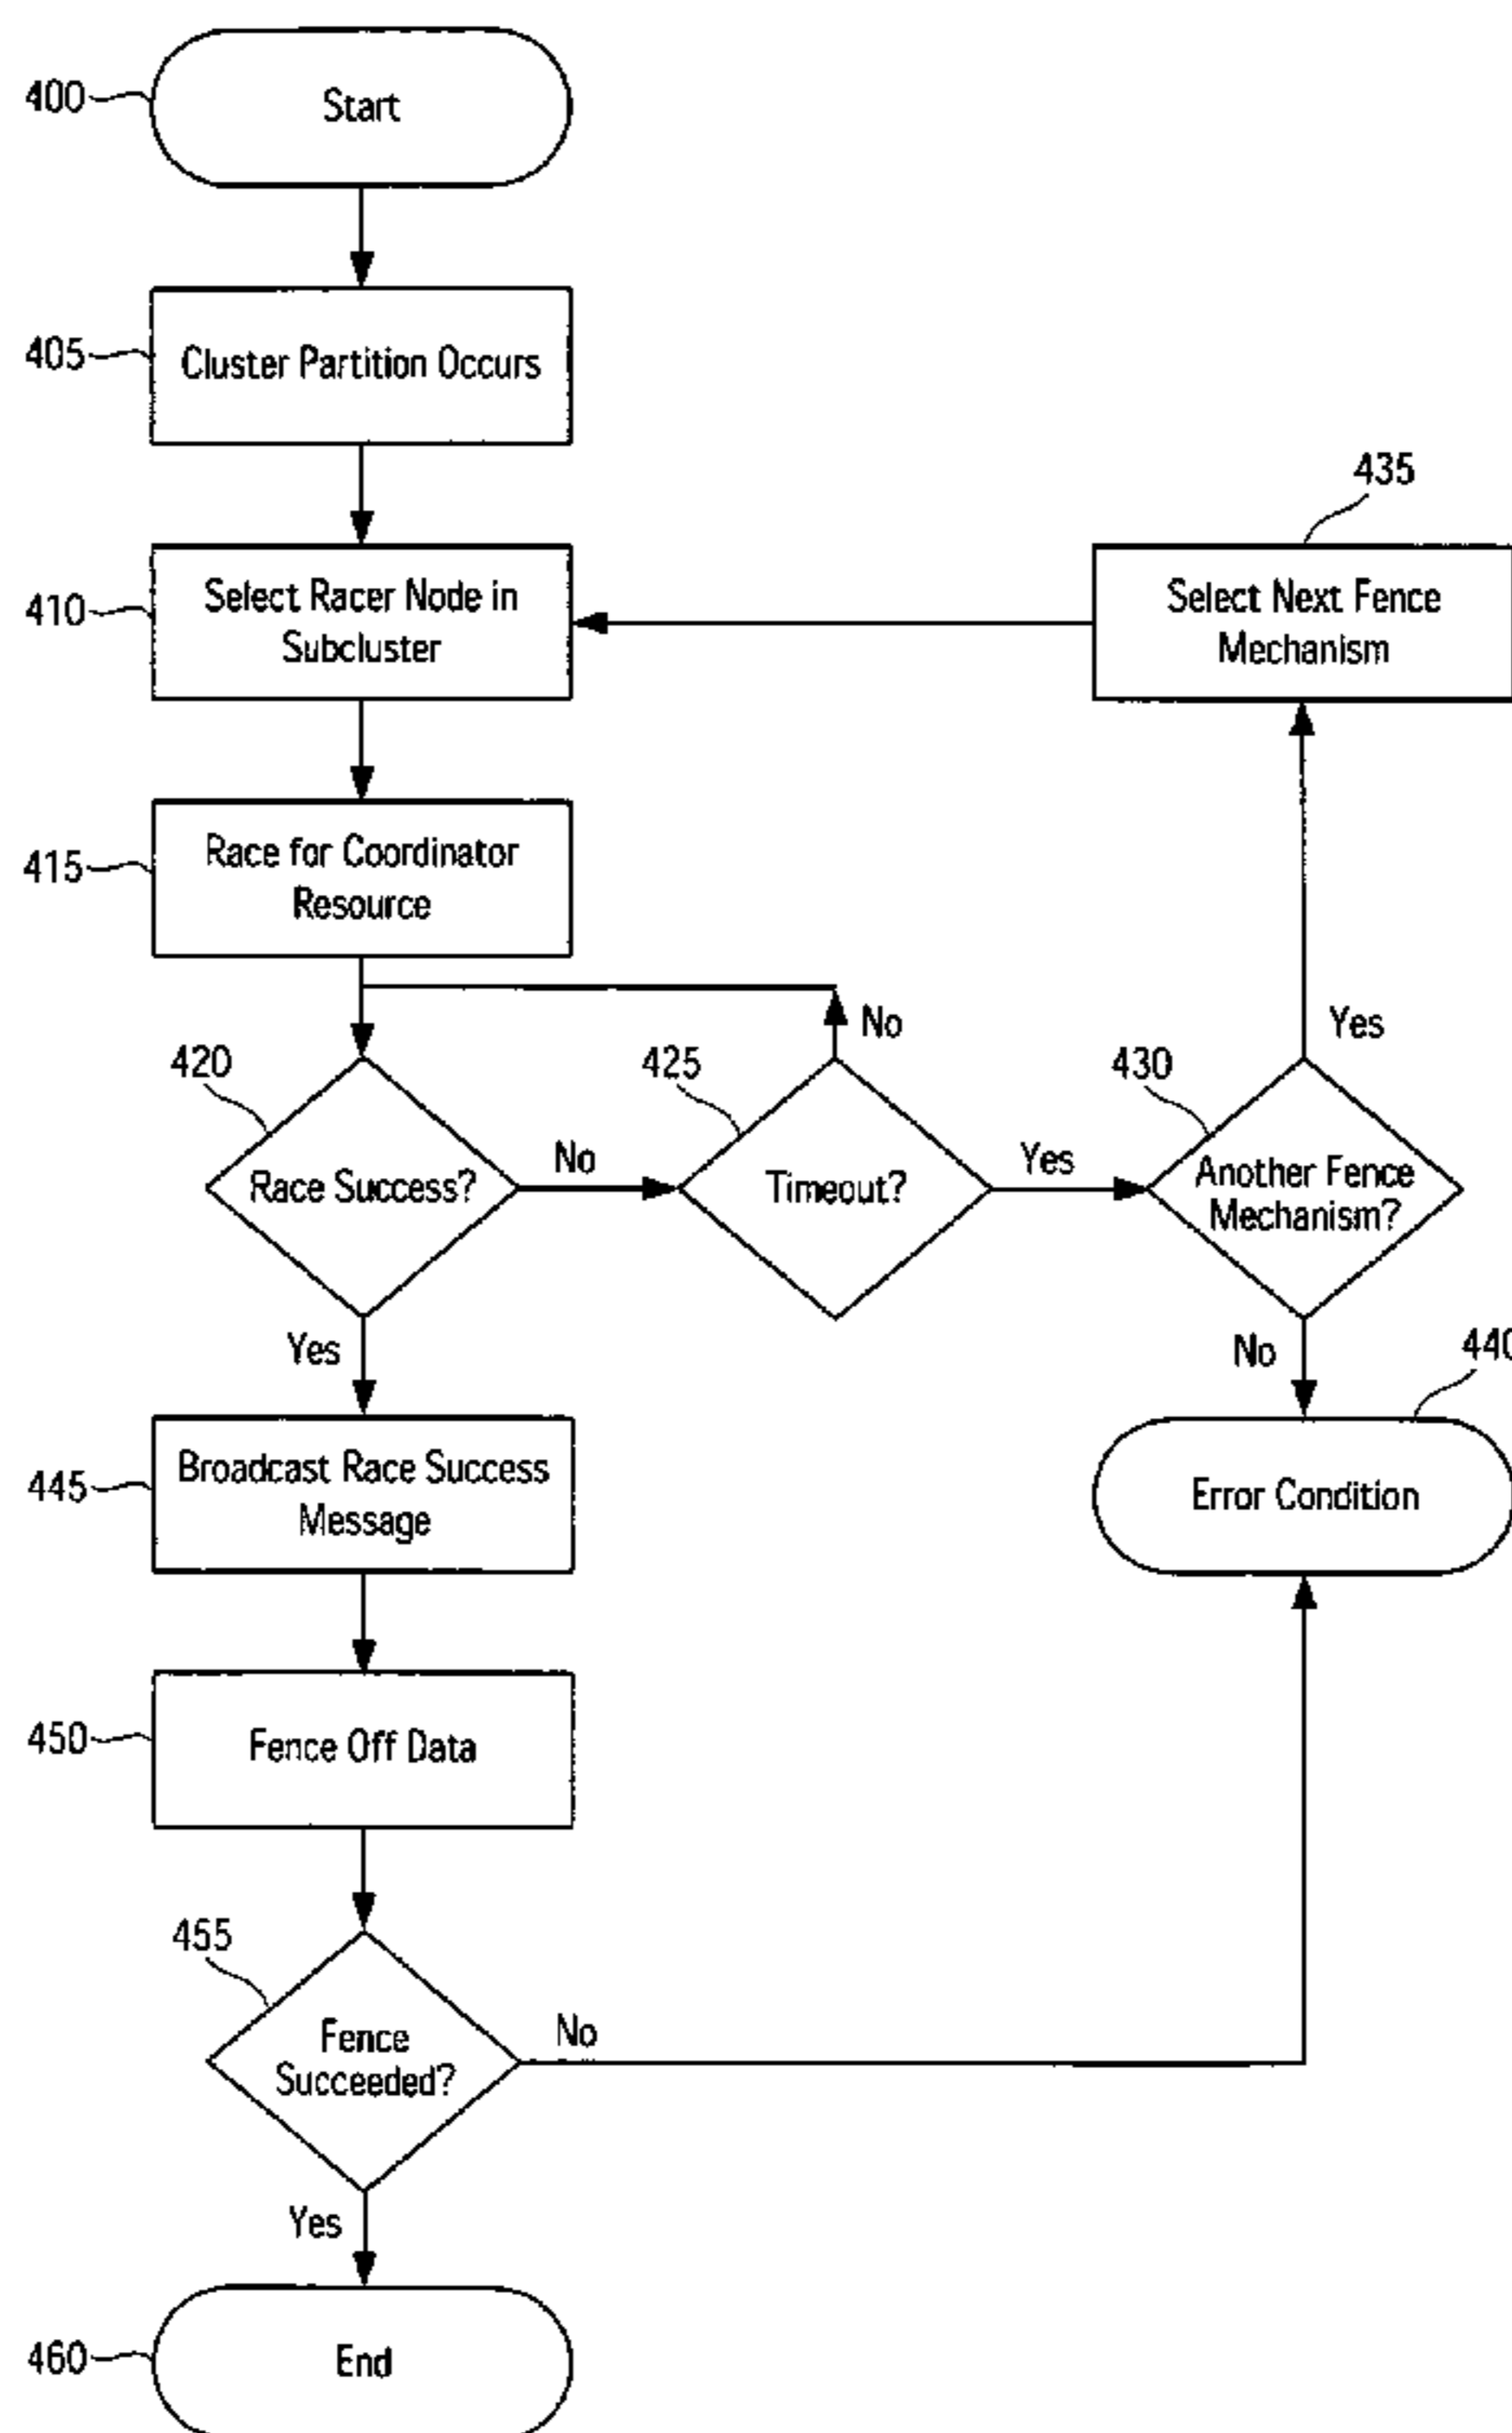 400
Start
405
Cluster Partition Occurs
435
410
Select Racer Node in
Subcluster
Select Next Fence
Mechanism
415
Race for Coordinator
Resource
No
Yes
420
425
430
Race Success?
No
Timeout?
Yes
Another Fence
Mechanism?
Yes
No
440
445
Broadcast Race Success
Message
Error Condition
450
Fence Off Data
455
Fence
Succeeded?
No
Yes
460
End